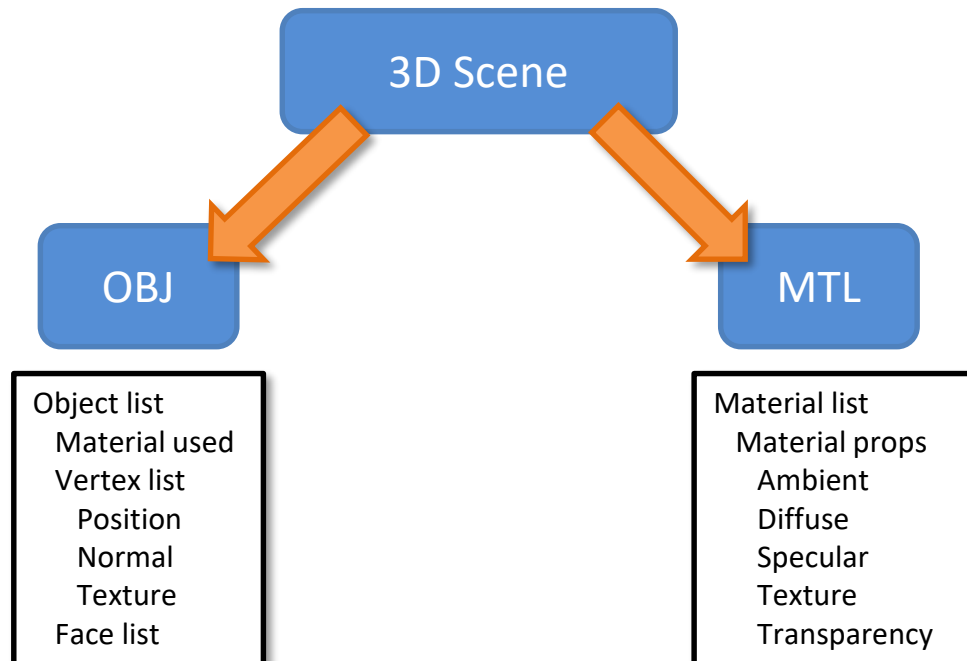 3D Scene
OBJ
MTL
Object list
Material used
Vertex list
Position
Normal
Texture
Face list
Material list
Material props
Ambient
Diffuse
Specular
Texture
Transparency